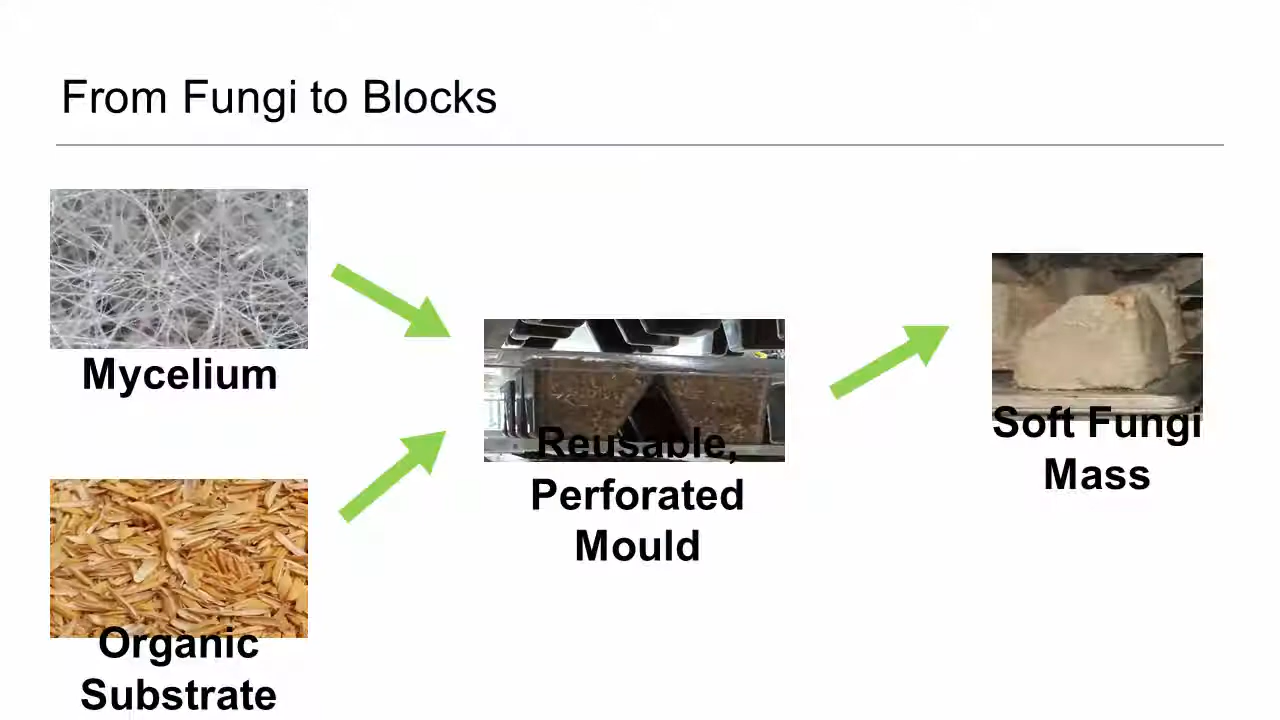 From Fungi to Blocks
Mycelium
Organic
Substrate
Reusable,
Perforated
Mould
Soft Fungi
Mass